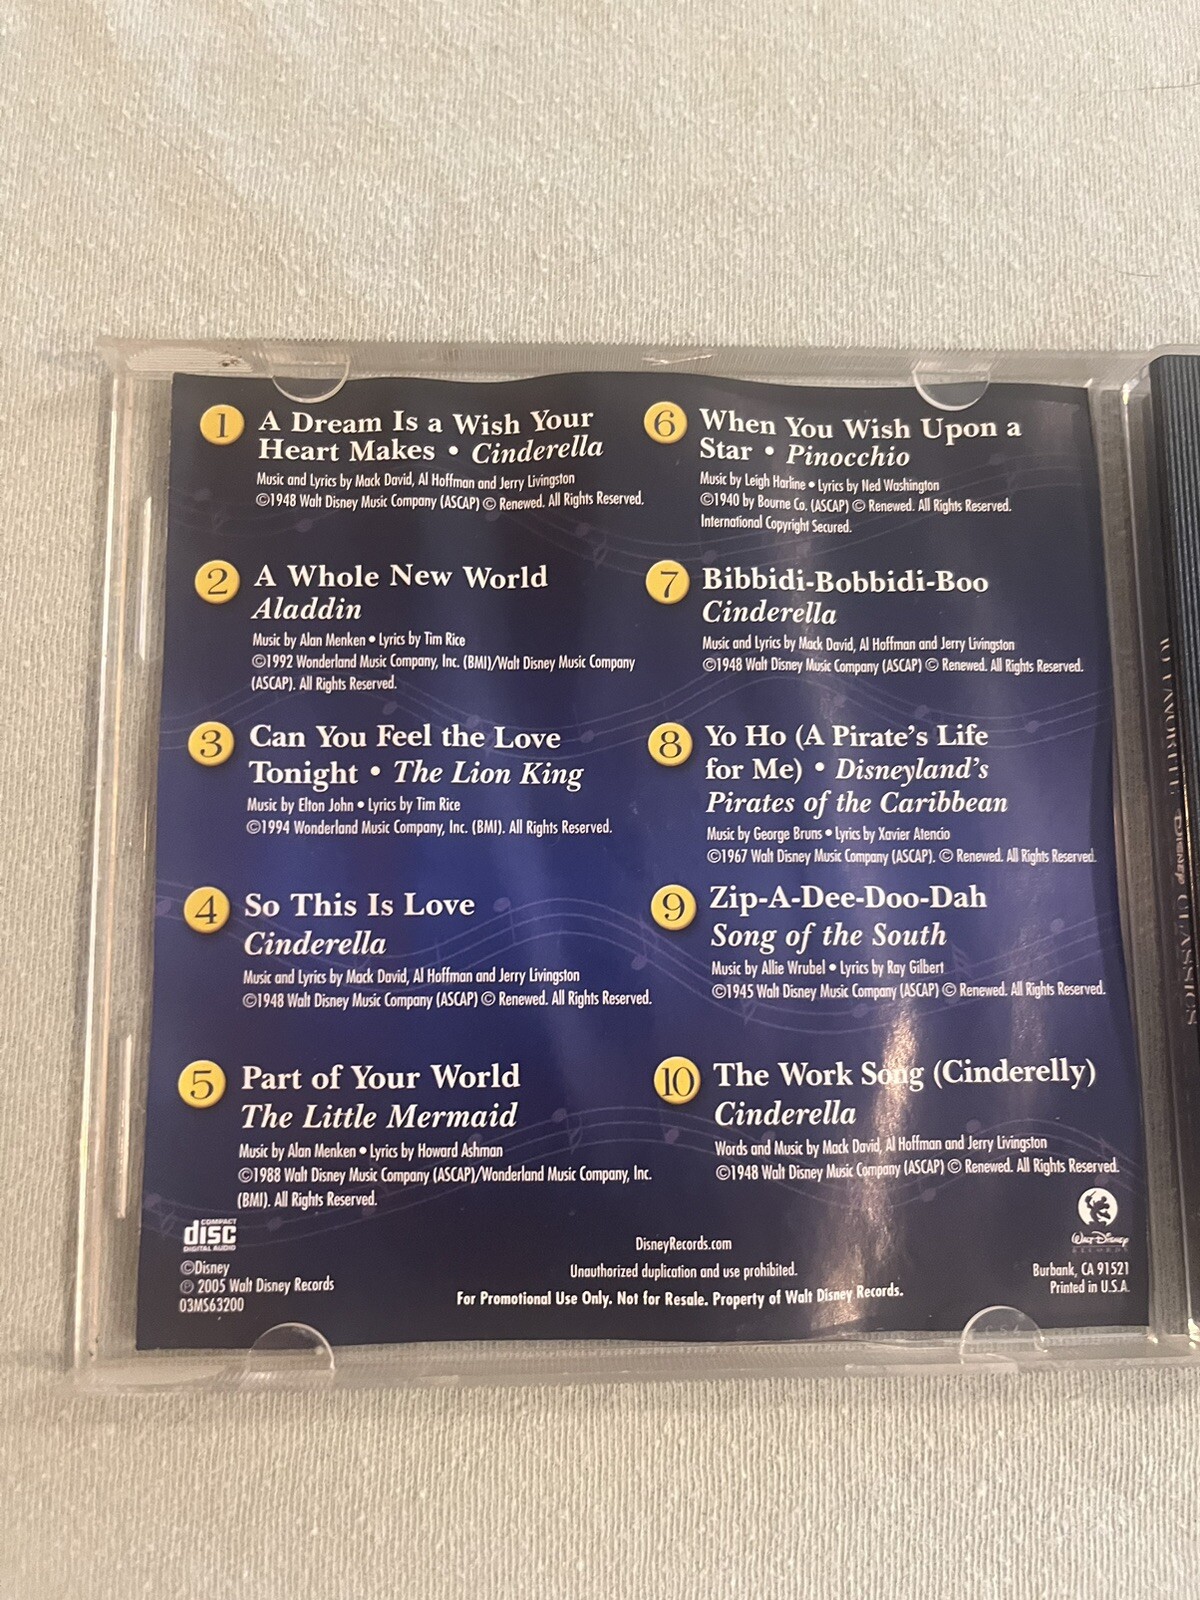 1
A Dream Is a Wish Your
Heart Makes • Cinderella
Music and Lyrics by Mack David, Al Hoffman and Jerry Livingston
©1948 Walt Disney Music Company (ASCAP) © Renewed. All Rights Reserved.
2
A Whole New World
Aladdin
Music by Alan Menken • Lyrics by Tim Rice
©1992 Wonderland Music Company, Inc. (BMI)/Walt Disney Music Company
(ASCAP). All Rights Reserved.
3
Can You Feel the Love
Tonight • The Lion King
Music by Elton John • Lyrics by Tim Rice
©1994 Wonderland Music Company, Inc. (BMI). All Rights Reserved.
4
So This Is Love
Cinderella
Music and Lyrics by Mack David, Al Hoffman and Jerry Livingston
©1948 Walt Disney Music Company (ASCAP) © Renewed. All Rights Reserved.
5
Part of Your World
The Little Mermaid
Music by Alan Menken • Lyrics by Howard Ashman
©1988 Walt Disney Music Company (ASCAP)/Wonderland Music Company, Inc.
(BMI). All Rights Reserved.
6
When You Wish Upon a
Star • Pinocchio
Music by Leigh Harline • Lyrics by Ned Washington
©1940 by Bourne Co. (ASCAP) © Renewed. All Rights Reserved.
International Copyright Secured.
7
Bibbidi-Bobbidi-Boo
Cinderella
Music and Lyrics by Mack David, Al Hoffman and Jerry Livingston
©1948 Walt Disney Music Company (ASCAP) © Renewed. All Rights Reserved.
8
Yo Ho (A Pirate's Life
for Me) • Disneyland's
Pirates of the Caribbean
Music by George Bruns • Lyrics by Xavier Atencio
©1967 Walt Disney Music Company (ASCAP). © Renewed. All Rights Reserved.
9
Zip-A-Dee-Doo-Dah
Song of the South
Music by Allie Wrubel • Lyrics by Ray Gilbert
©1945 Walt Disney Music Company (ASCAP) © Renewed. All Rights Reserved.
10
The Work Song (Cinderelly)
Cinderella
Words and Music by Mack David, Al Hoffman and Jerry Livingston
©1948 Walt Disney Music Company (ASCAP) © Renewed. All Rights Reserved.
COMPACT
disc
DIGITAL AUDIO
©Disney
℗ 2005 Walt Disney Records
03MS63200
DisneyRecords.com
Unauthorized duplication and use prohibited.
For Promotional Use Only. Not for Resale. Property of Walt Disney Records.
Walt Disney
RECORDS
Burbank, CA 91521
Printed in U.S.A.
10 FAVORITE DISNEY CLASSICS